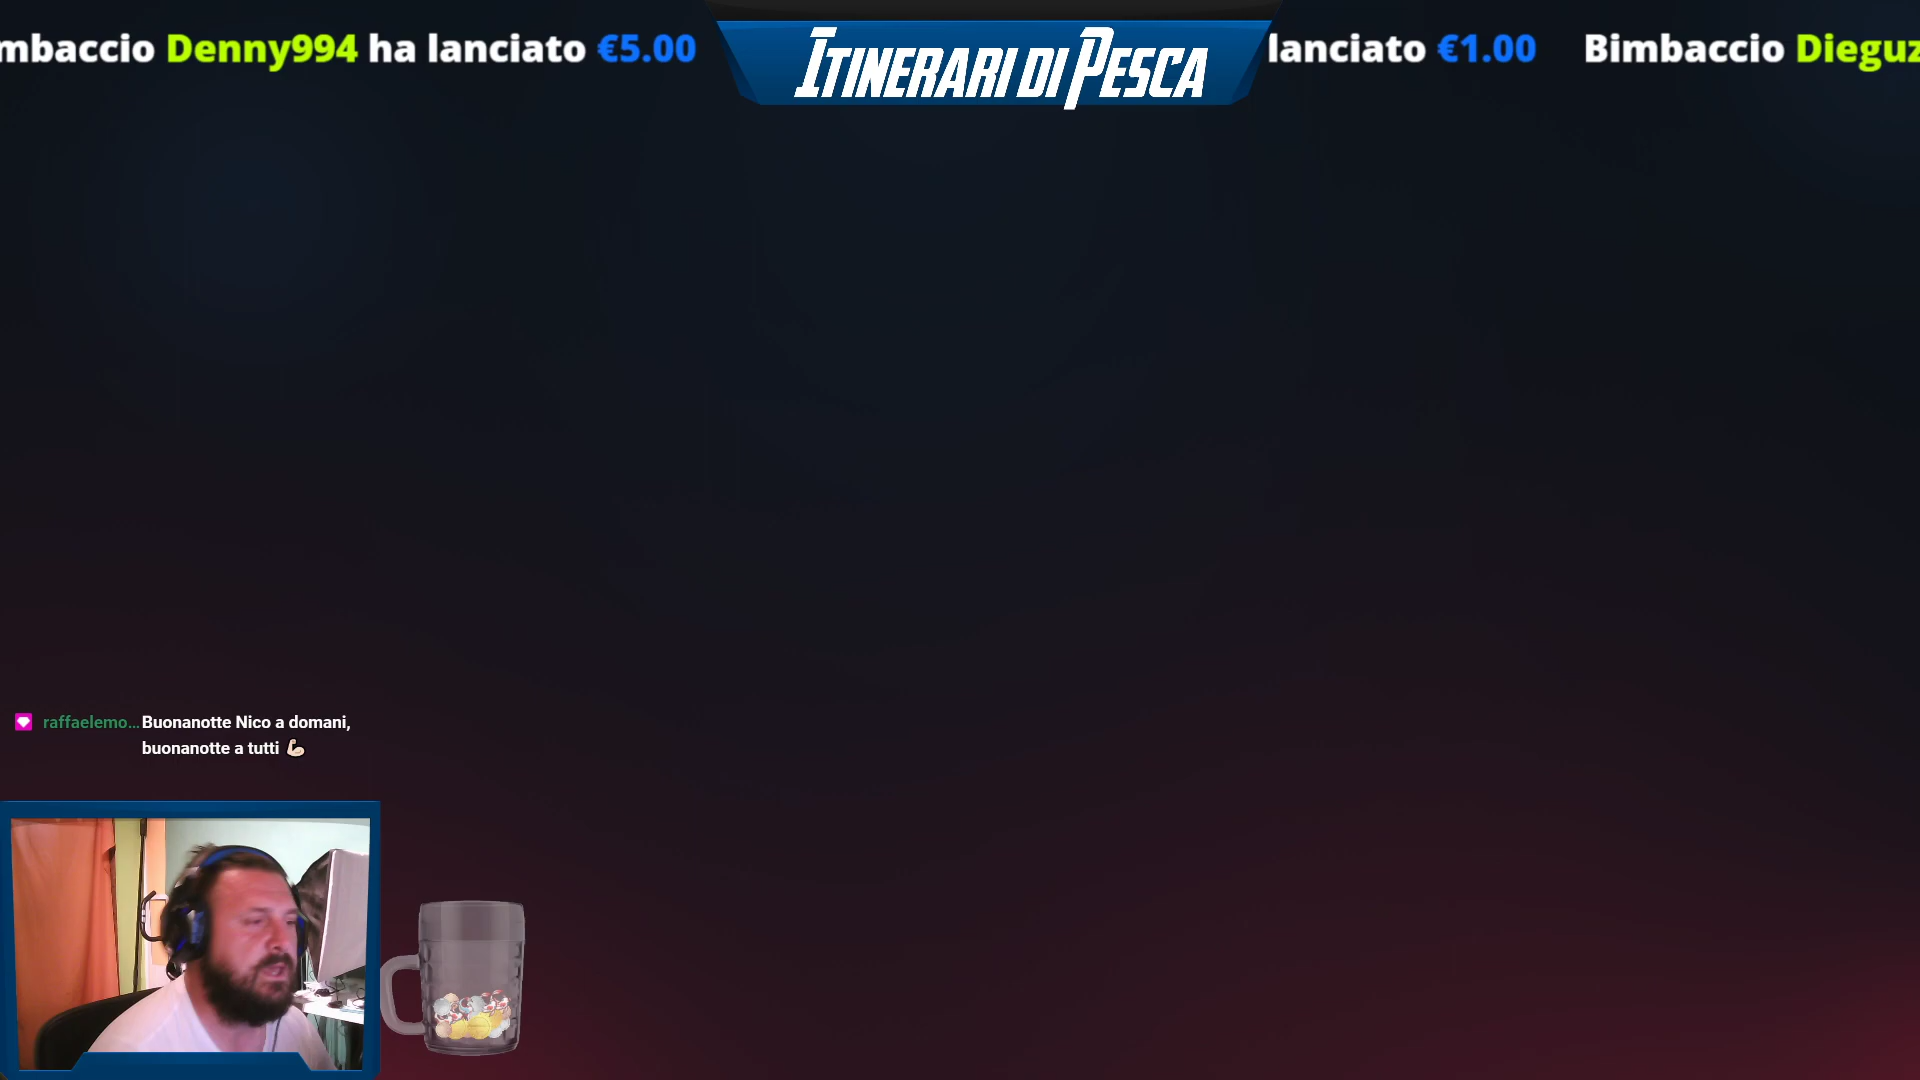 mbaccio Denny994 ha lanciato €5.00
ITINERARI DI PESCA
lanciato €1.00 Bimbaccio Dieguz
raffaelemo... Buonanotte Nico a domani,
buonanotte a tutti 💪🏻